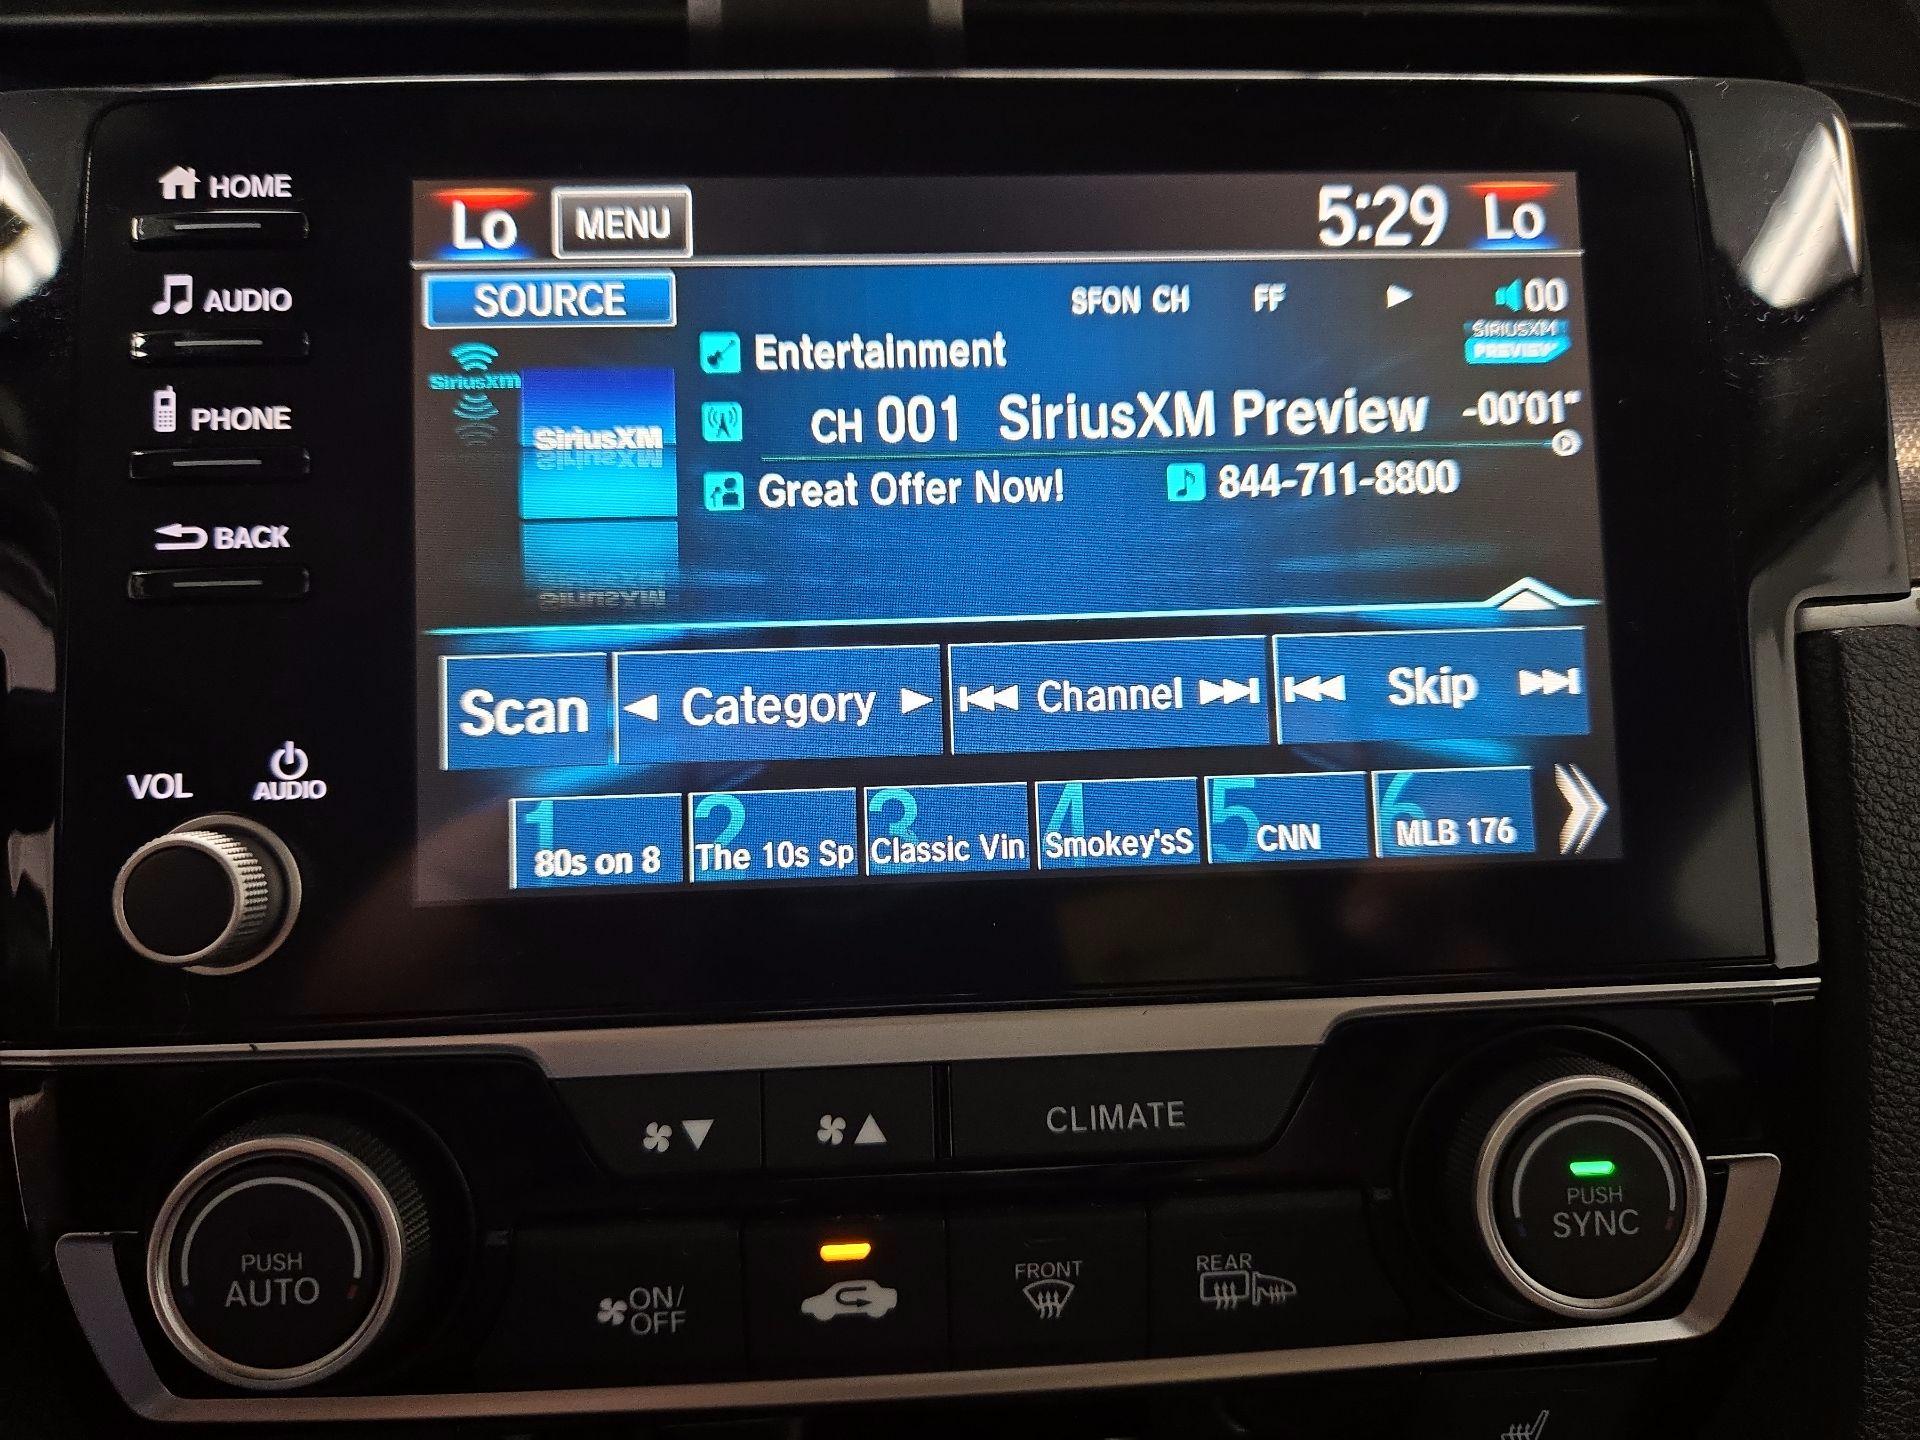 HOME
AUDIO
PHONE
BACK
VOL
AUDIO
Lo MENU 5:29 Lo
SOURCE SFON CH FF 00
SIRIUSXM
PREVIEW
SiriusXM
Entertainment
SiriusXM
CH 001 SiriusXM Preview -00'01"
Great Offer Now! 844-711-8800
Scan Category Channel Skip
1 80s on 8
2 The 10s Sp
3 Classic Vin
4 Smokey'sS
5 CNN
6 MLB 176
CLIMATE
PUSH
AUTO
ON/
OFF
FRONT
REAR
PUSH
SYNC